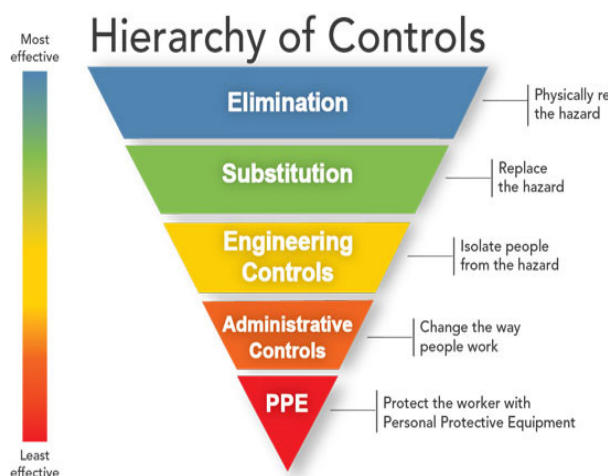 Most
effective
Hierarchy of Controls
Elimination
Physically re
the hazard
Substitution
Replace
the hazard
Engineering
Controls
Isolate people
from the hazard
Administrative
Controls
Change the way
people work
PPE
Protect the worker with
Personal Protective Equipment
Least
effective